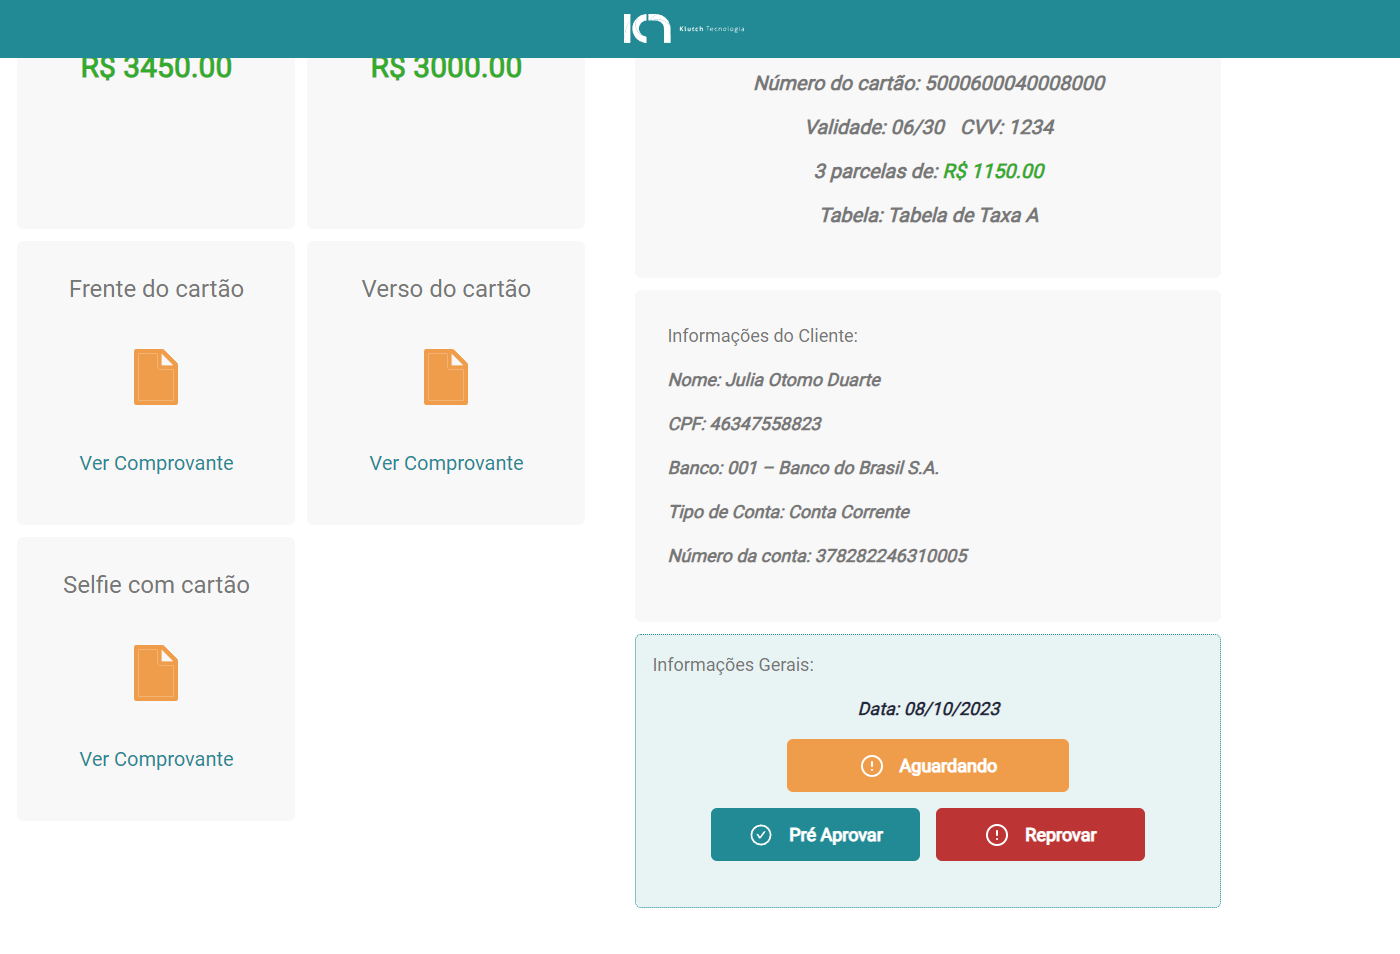 Klutch Tecnologia
R$ 3450.00
R$ 3000.00
Frente do cartão
Ver Comprovante
Verso do cartão
Ver Comprovante
Selfie com cartão
Ver Comprovante
Número do cartão: 5000600040008000
Validade: 06/30 CVV: 1234
3 parcelas de: R$ 1150.00
Tabela: Tabela de Taxa A
Informações do Cliente:
Nome: Julia Otomo Duarte
CPF: 46347558823
Banco: 001 – Banco do Brasil S.A.
Tipo de Conta: Conta Corrente
Número da conta: 378282246310005
Informações Gerais:
Data: 08/10/2023
Aguardando
Pré Aprovar
Reprovar